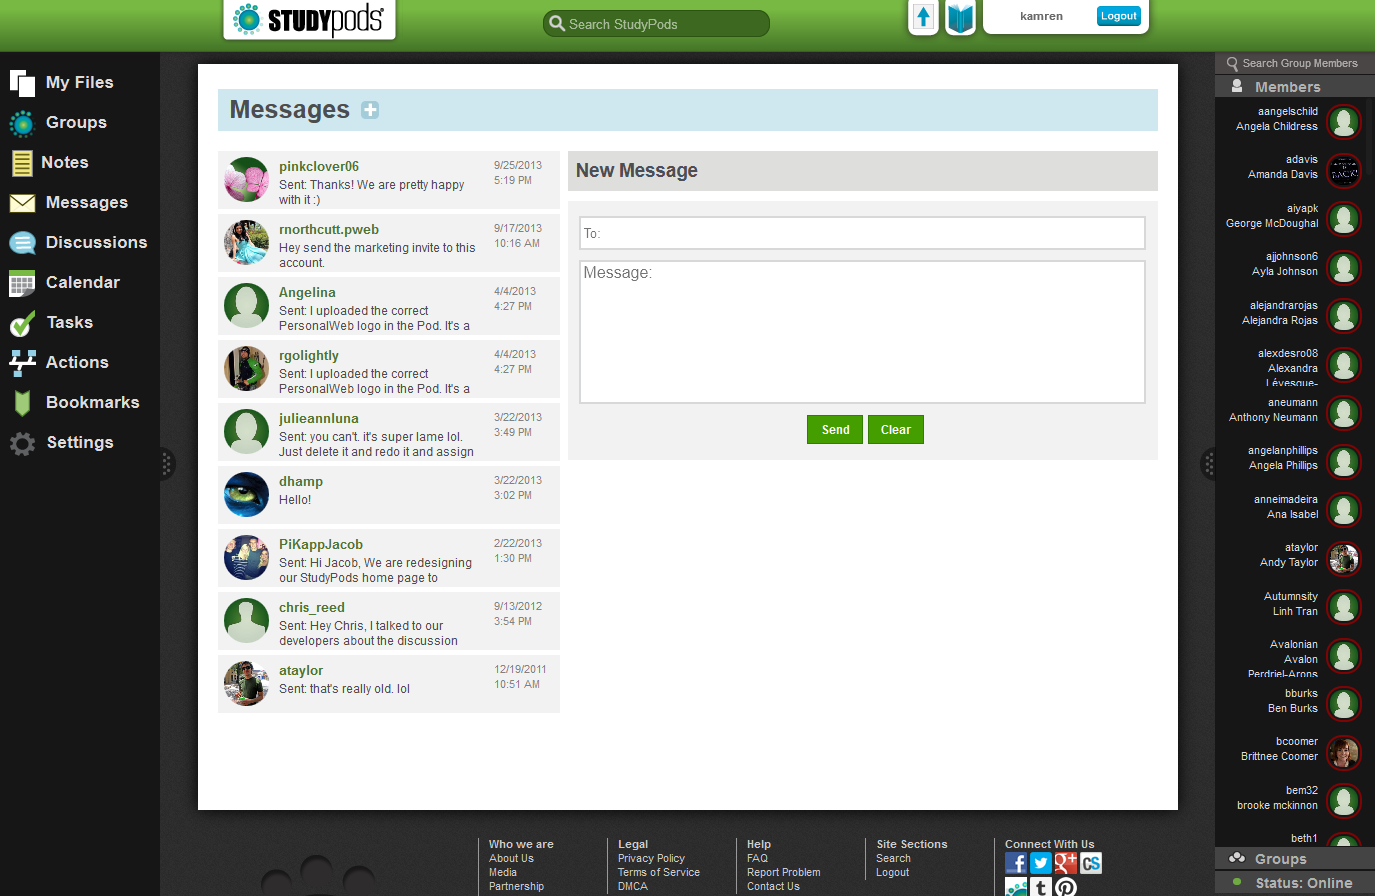 STUDYpods
Search StudyPods
kamren
Logout
My Files
Groups
Notes
Messages
Discussions
Calendar
Tasks
Actions
Bookmarks
Settings
Messages
pinkclover06
9/25/2013
Sent: Thanks! We are pretty happy
5:19 PM
with it :)
rnorthcutt.pweb
9/17/2013
Hey send the marketing invite to this
10:16 AM
account.
Angelina
4/4/2013
Sent: I uploaded the correct
4:27 PM
PersonalWeb logo in the Pod. It's a
rgolightly
4/4/2013
Sent: I uploaded the correct
4:27 PM
PersonalWeb logo in the Pod. It's a
julieannluna
3/22/2013
Sent: you can't. it's super lame lol.
3:49 PM
Just delete it and redo it and assign
dhamp
3/22/2013
Hello!
3:02 PM
PiKappJacob
2/22/2013
Sent: Hi Jacob, We are redesigning
1:30 PM
our StudyPods home page to
chris_reed
9/13/2012
Sent: Hey Chris, I talked to our
3:54 PM
developers about the discussion
ataylor
12/19/2011
Sent: that's really old. lol
10:51 AM
New Message
To:
Message:
Send
Clear
Search Group Members
Members
aangelschild
Angela Childress
adavis
Amanda Davis
aiyapk
George McDoughal
ajjohnson6
Ayla Johnson
alejandrarojas
Alejandra Rojas
alexdesro08
Alexandra
Lévesque-
aneumann
Anthony Neumann
angelanphillips
Angela Phillips
anneimadeira
Ana Isabel
ataylor
Andy Taylor
Autumnsity
Linh Tran
Avalonian
Avalon
Perdriel-Arons
bburks
Ben Burks
bcoomer
Brittnee Coomer
bem32
brooke mckinnon
beth1
Groups
Status: Online
Who we are
About Us
Media
Partnership
Legal
Privacy Policy
Terms of Service
DMCA
Help
FAQ
Report Problem
Contact Us
Site Sections
Search
Logout
Connect With Us
f
g+
CS
t